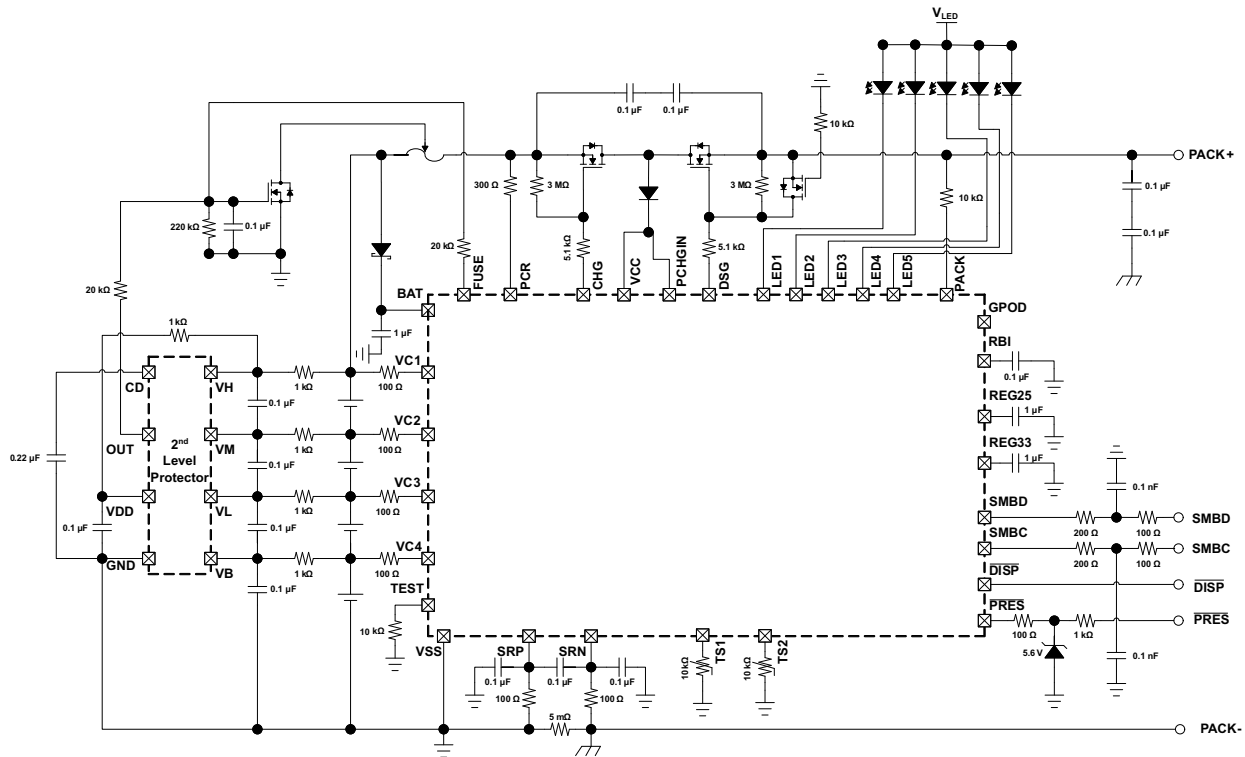 VLED
0.1 µF
0.1 µF
10 kΩ
PACK+
300 Ω
3 MΩ
3 MΩ
10 kΩ
0.1 µF
0.1 µF
220 kΩ
0.1 µF
20 kΩ
5.1 kΩ
5.1 kΩ
20 kΩ
FUSE
PCR
CHG
VCC
PCHGIN
DSG
LED1
LED2
LED3
LED4
LED5
PACK
BAT
1 µF
GPOD
RBI
0.1 µF
1 kΩ
CD
VH
1 kΩ
VC1
100 Ω
0.1 µF
REG25
1 µF
OUT
VM
1 kΩ
VC2
100 Ω
0.22 µF
2nd
Level
Protector
0.1 µF
REG33
1 µF
VDD
VL
1 kΩ
VC3
100 Ω
0.1 µF
0.1 µF
0.1 nF
SMBD
200 Ω
100 Ω
SMBD
GND
VB
1 kΩ
VC4
100 Ω
SMBC
200 Ω
100 Ω
SMBC
0.1 µF
TEST
10 kΩ
DISP
DISP
PRES
100 Ω
1 kΩ
PRES
5.6 V
0.1 nF
VSS
SRP
SRN
TS1
TS2
0.1 µF
0.1 µF
0.1 µF
10 kΩ
10 kΩ
100 Ω
100 Ω
5 mΩ
PACK-